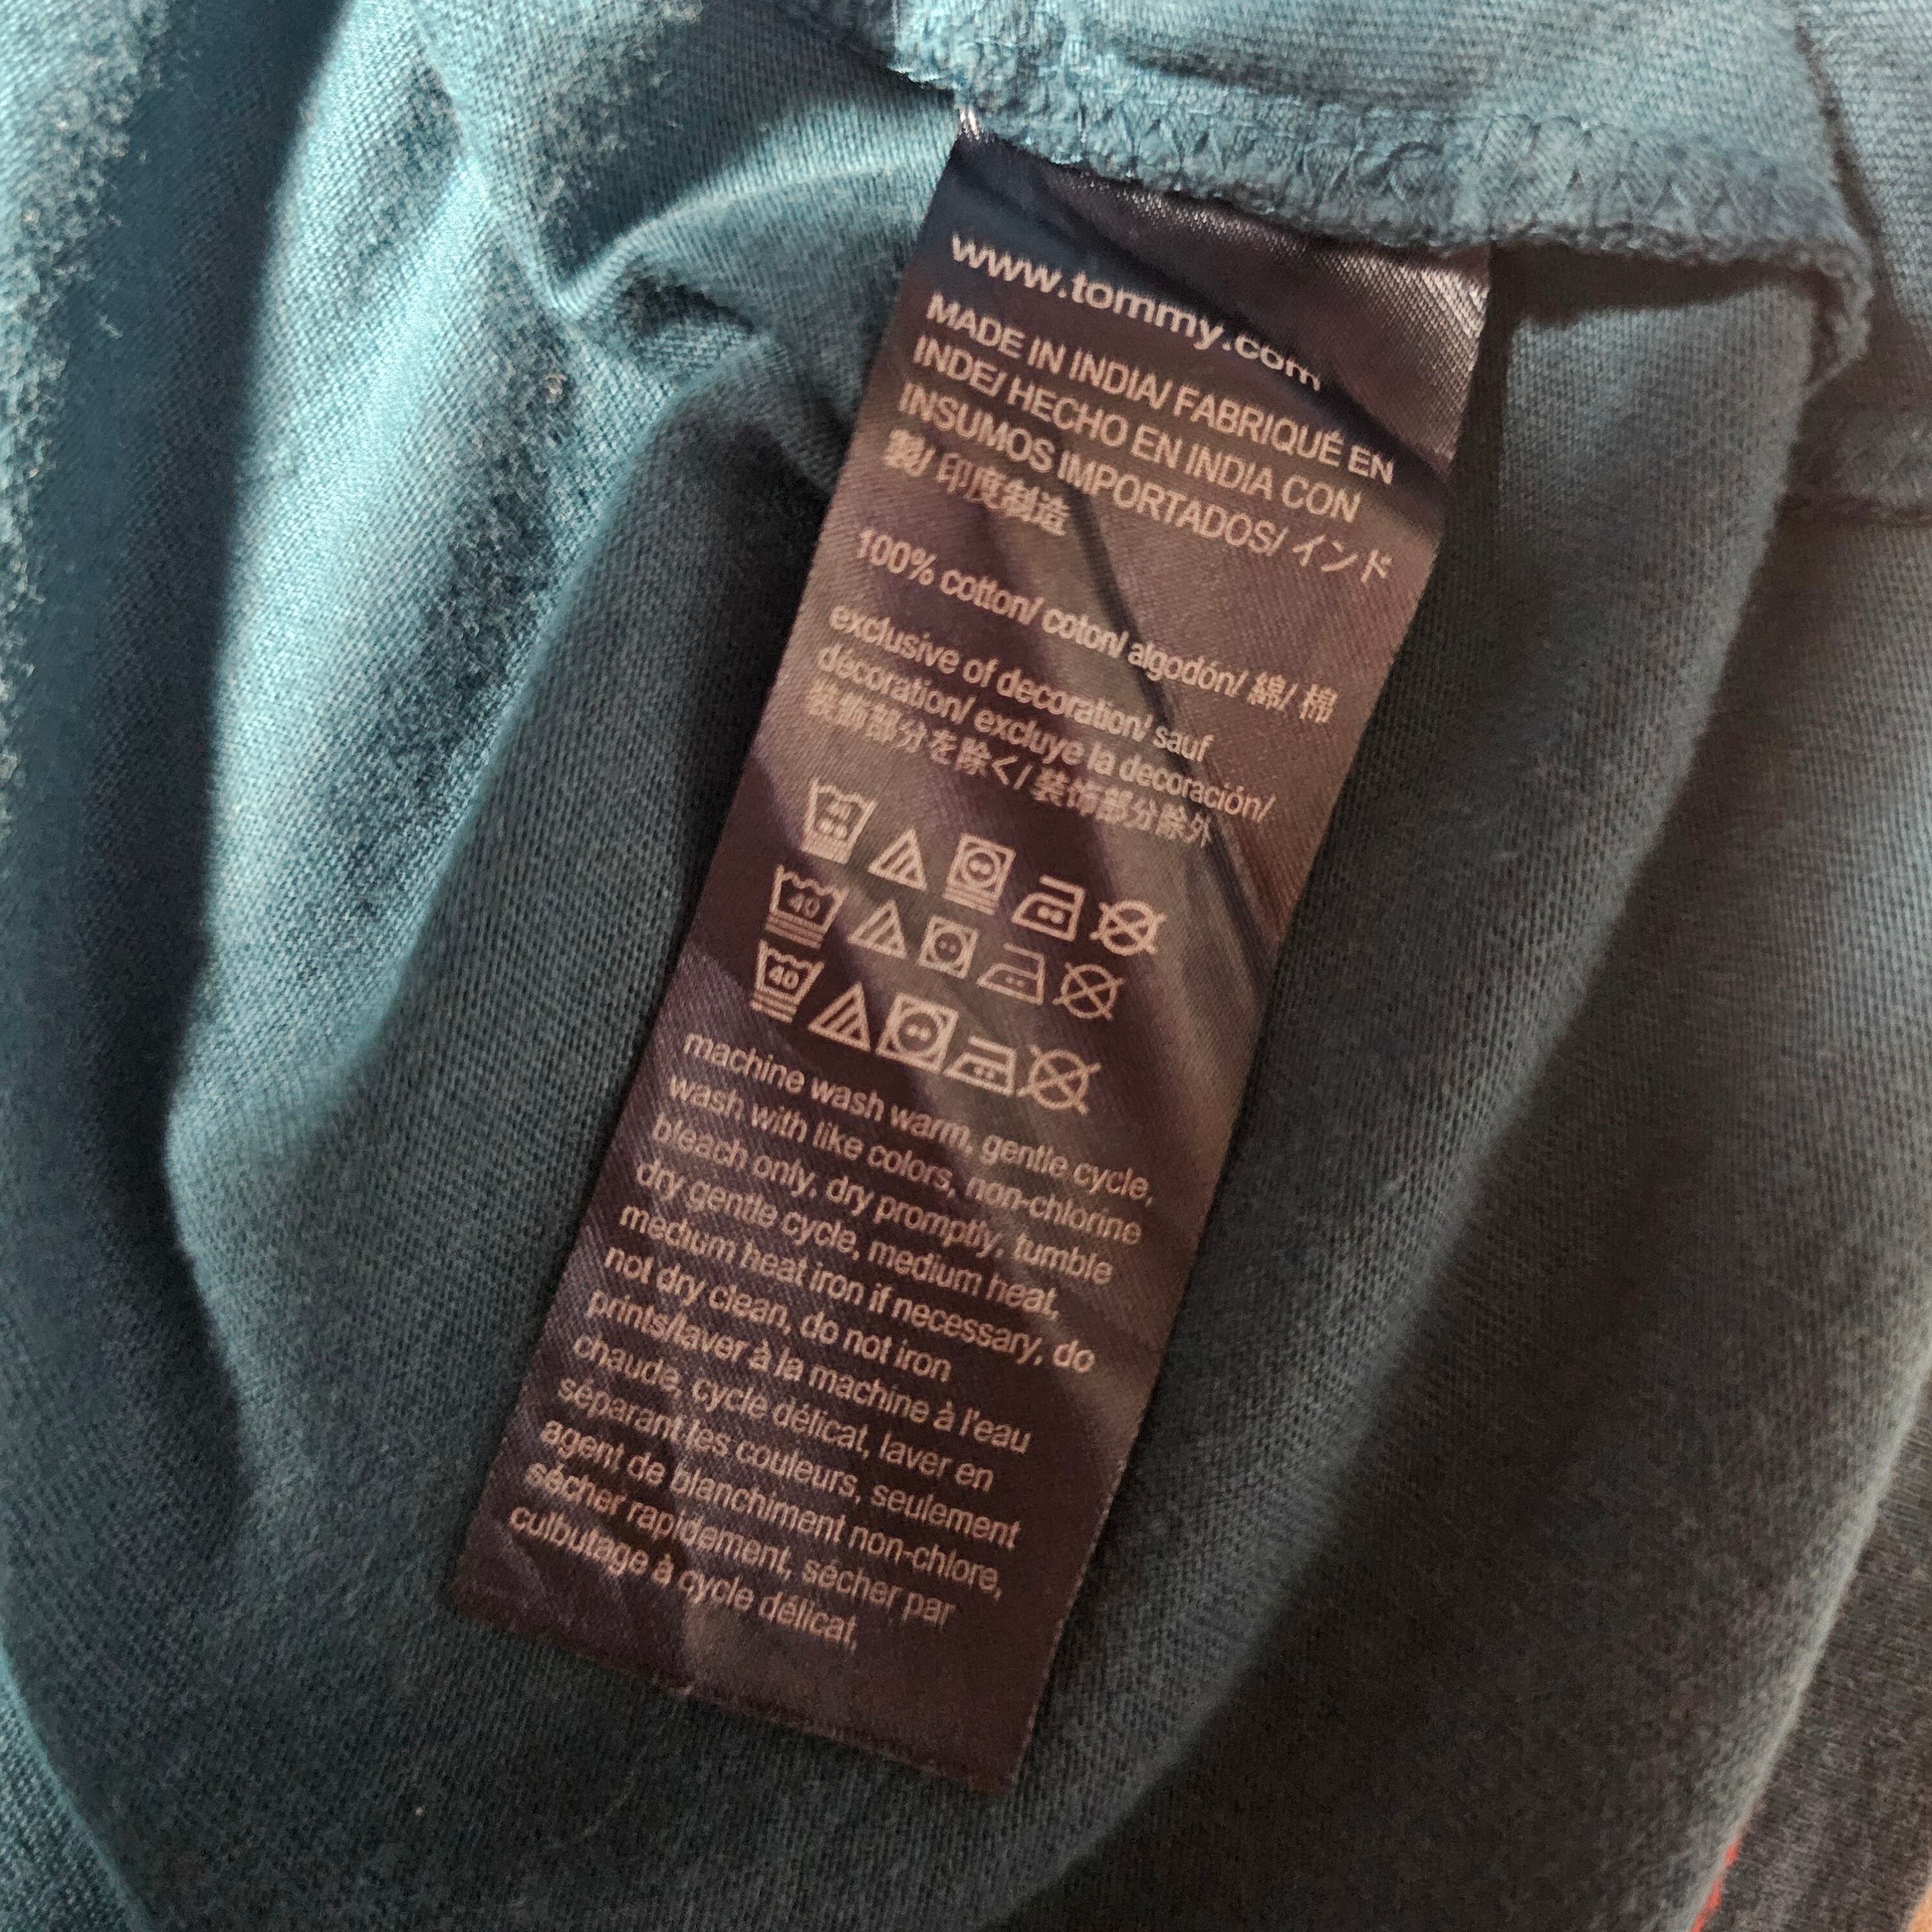 www.tommy.com
MADE IN INDIA/ FABRIQUÉ EN
INDE/ HECHO EN INDIA CON
INSUMOS IMPORTADOS/ インド
製/ 印度制造
100% cotton/ coton/ algodón/ 綿/ 棉
exclusive of decoration/ sauf
décoration/ excluye la decoración/
装飾部分を除く/ 装饰部分除外
40
40
machine wash warm, gentle cycle,
wash with like colors, non-chlorine
bleach only, dry promptly, tumble
dry gentle cycle, medium heat,
medium heat iron if necessary, do
not dry clean, do not iron
prints/laver à la machine à l'eau
chaude, cycle délicat, laver en
séparant les couleurs, seulement
agent de blanchiment non-chlore,
sécher rapidement, sécher par
culbutage à cycle délicat,